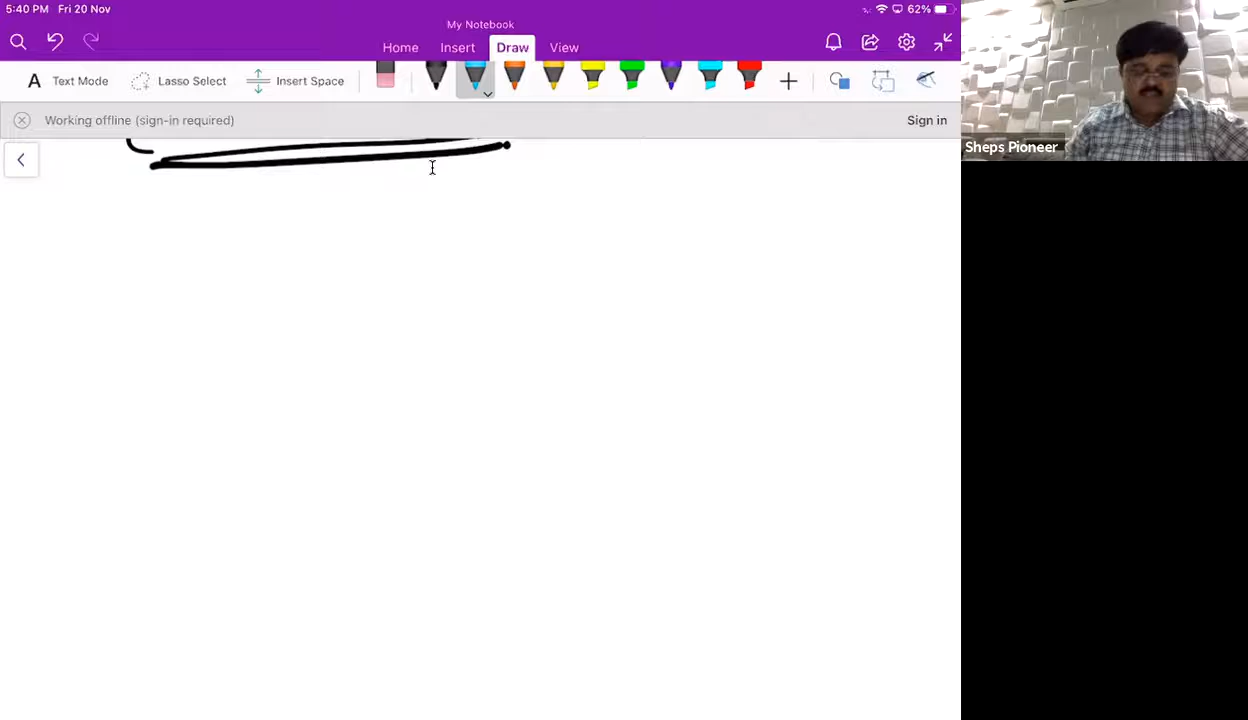 5:40 PM Fri 20 Nov
62%
My Notebook
Home Insert Draw View
A Text Mode Lasso Select Insert Space
Working offline (sign-in required) Sign in
Sheps Pioneer